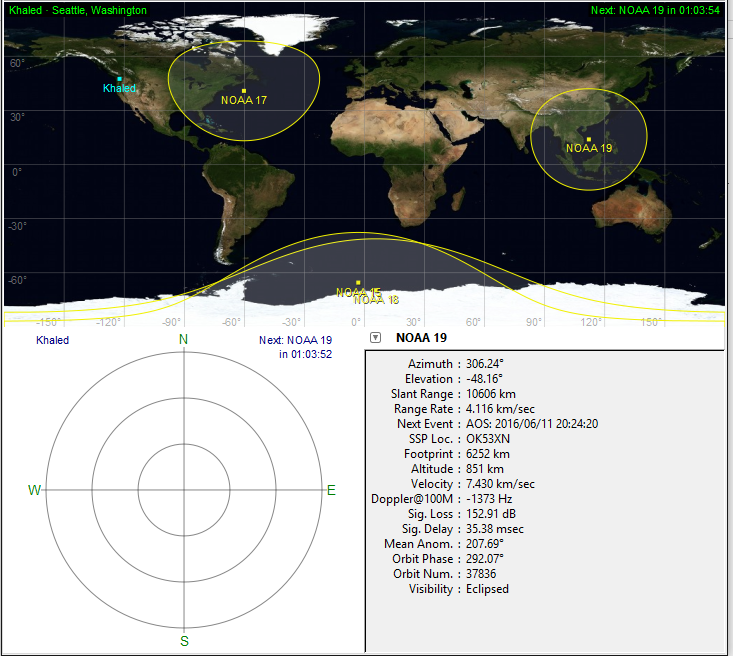 Khaled - Seattle, Washington
Next: NOAA 19 in 01:03:54
60°
Khaled
NOAA 17
30°
NOAA 19
0°
-30°
-60°
NOAA 15
NOAA 18
-150° -120° -90° -60° -30° 0° 30° 60° 90° 120° 150°
Khaled
N
Next: NOAA 19
in 01:03:52
W
E
S
NOAA 19
Azimuth : 306.24°
Elevation : -48.16°
Slant Range : 10606 km
Range Rate : 4.116 km/sec
Next Event : AOS: 2016/06/11 20:24:20
SSP Loc. : OK53XN
Footprint : 6252 km
Altitude : 851 km
Velocity : 7.430 km/sec
Doppler@100M : -1373 Hz
Sig. Loss : 152.91 dB
Sig. Delay : 35.38 msec
Mean Anom. : 207.69°
Orbit Phase : 292.07°
Orbit Num. : 37836
Visibility : Eclipsed